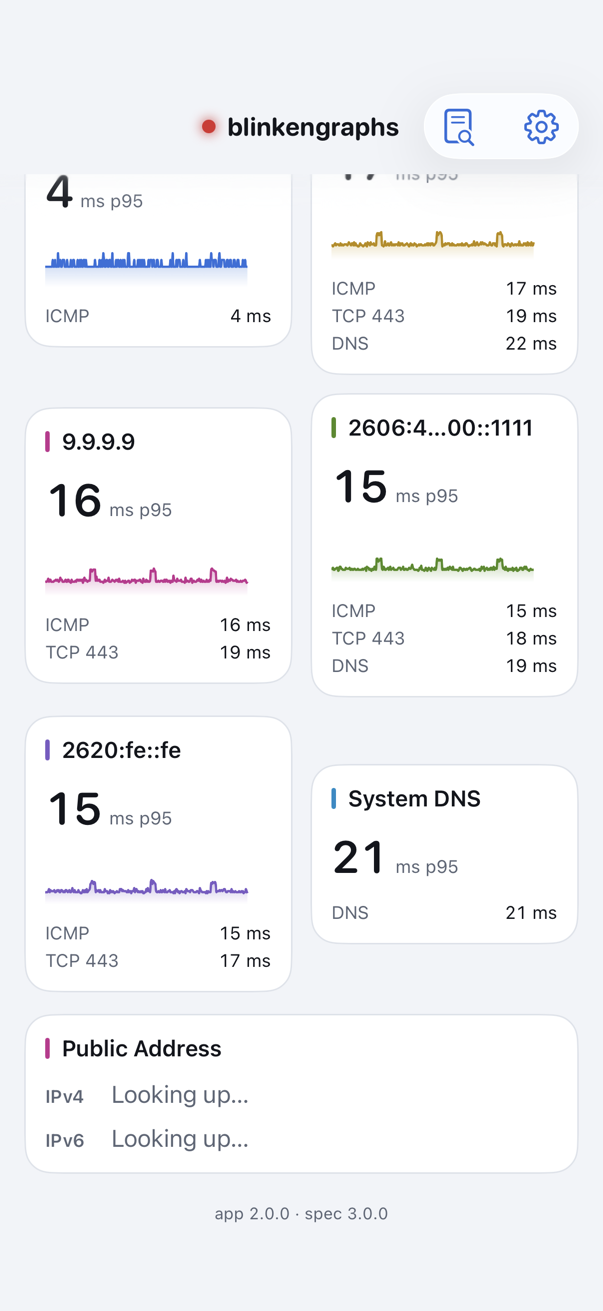 blinkengraphs
4 ms p95
ICMP 4 ms
ms p95
ICMP 17 ms
TCP 443 19 ms
DNS 22 ms
9.9.9.9
16 ms p95
ICMP 16 ms
TCP 443 19 ms
2606:4...00::1111
15 ms p95
ICMP 15 ms
TCP 443 18 ms
DNS 19 ms
2620:fe::fe
15 ms p95
ICMP 15 ms
TCP 443 17 ms
System DNS
21 ms p95
DNS 21 ms
Public Address
IPv4 Looking up...
IPv6 Looking up...
app 2.0.0 · spec 3.0.0